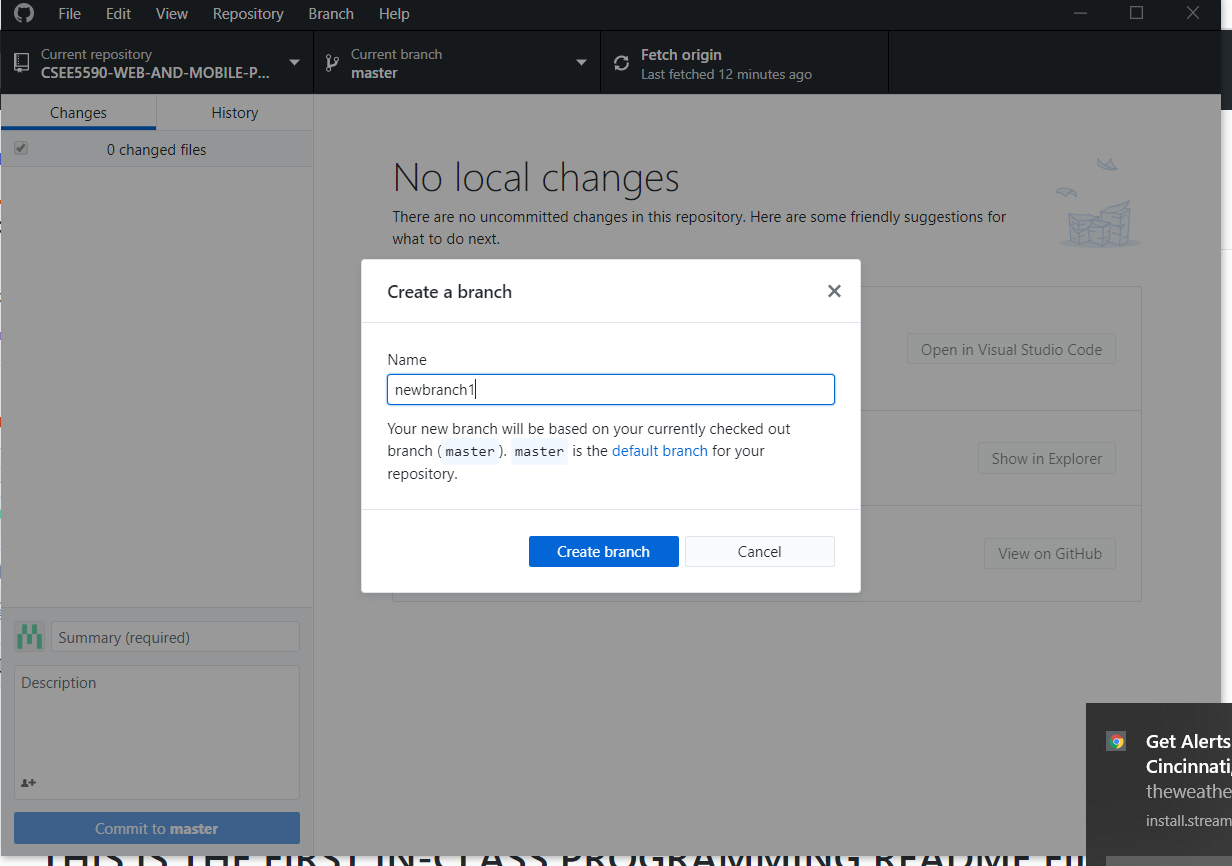 File Edit View Repository Branch Help
Current repository
CSEE5590-WEB-AND-MOBILE-P...
Current branch
master
Fetch origin
Last fetched 12 minutes ago
Changes History
0 changed files
No local changes
There are no uncommitted changes in this repository. Here are some friendly suggestions for
what to do next.
Create a branch
Name
newbranch1
Your new branch will be based on your currently checked out
branch (master). master is the default branch for your
repository.
Create branch Cancel
Open in Visual Studio Code
Show in Explorer
View on GitHub
Summary (required)
Description
Commit to master
Get Alerts
Cincinnati,
theweathe
install.stream
THIS IS THE FIRST IN-CLASS PROGRAMMING README FI